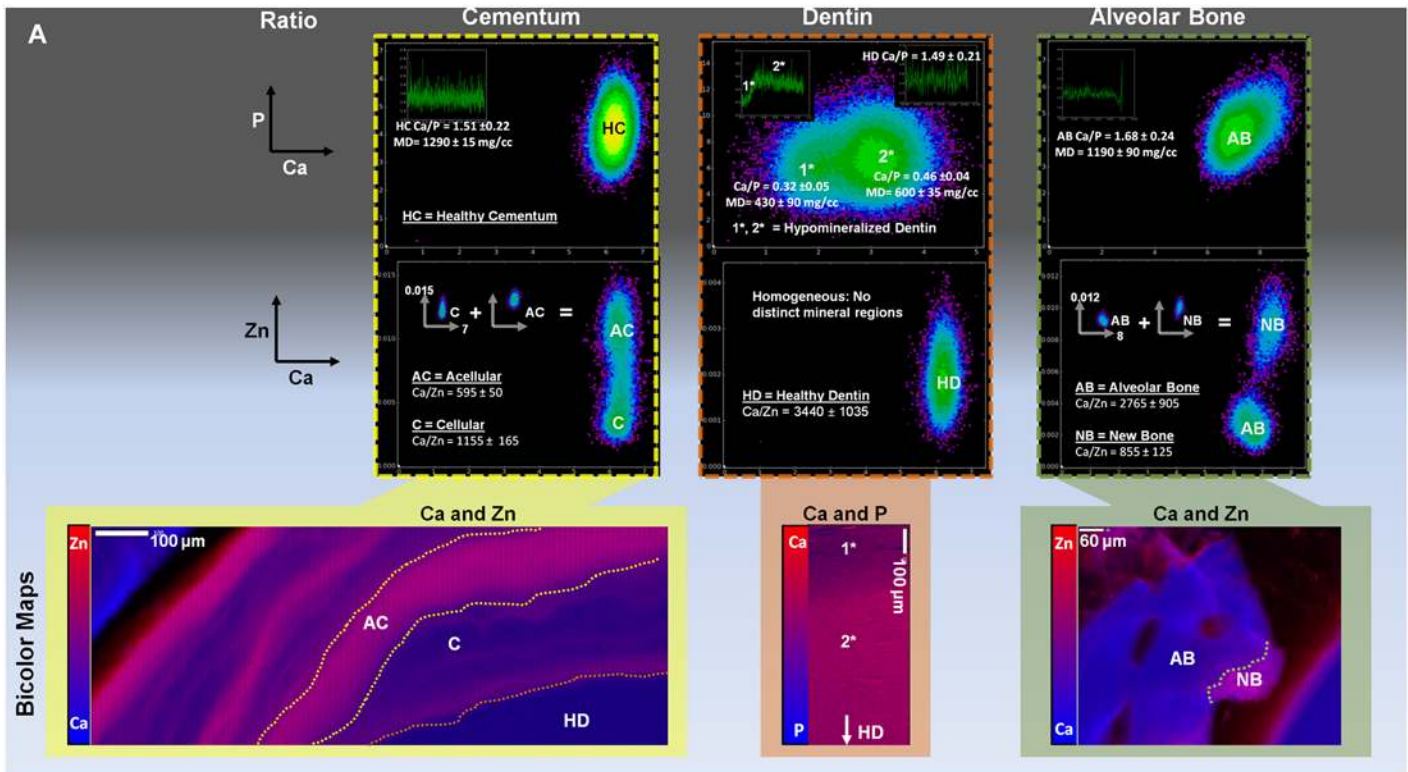 A
Ratio
Cementum
Dentin
Alveolar Bone
P
Ca
HC Ca/P = 1.51 ±0.22
MD= 1290 ± 15 mg/cc
HC
HC = Healthy Cementum
1*
2*
HD Ca/P = 1.49 ± 0.21
1*
2*
Ca/P = 0.32 ±0.05
MD= 430 ± 90 mg/cc
Ca/P = 0.46 ±0.04
MD= 600 ± 35 mg/cc
1*, 2* = Hypomineralized Dentin
AB Ca/P = 1.68 ± 0.24
MD = 1190 ± 90 mg/cc
AB
Zn
Ca
0.015
C
7
+
AC
=
AC
C
AC = Acellular
Ca/Zn = 595 ± 50
C = Cellular
Ca/Zn = 1155 ± 165
Homogeneous: No
distinct mineral regions
HD = Healthy Dentin
Ca/Zn = 3440 ± 1035
HD
0.012
AB
8
+
NB
=
NB
AB
AB = Alveolar Bone
Ca/Zn = 2765 ± 905
NB = New Bone
Ca/Zn = 855 ± 125
Bicolor Maps
Ca and Zn
Zn
Ca
100 µm
AC
C
HD
Ca and P
Ca
P
1*
100 µm
2*
HD
Ca and Zn
Zn
Ca
60 µm
AB
NB